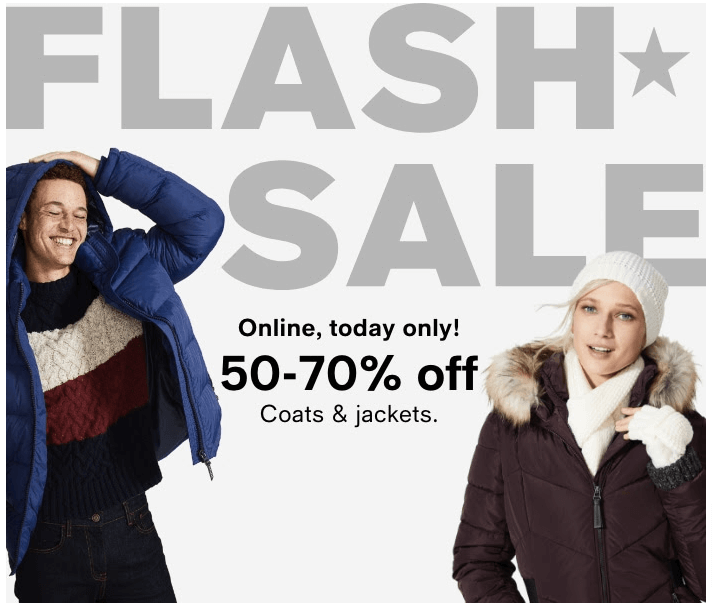 FLASH★
SALE
Online, today only!
50-70% off
Coats & jackets.